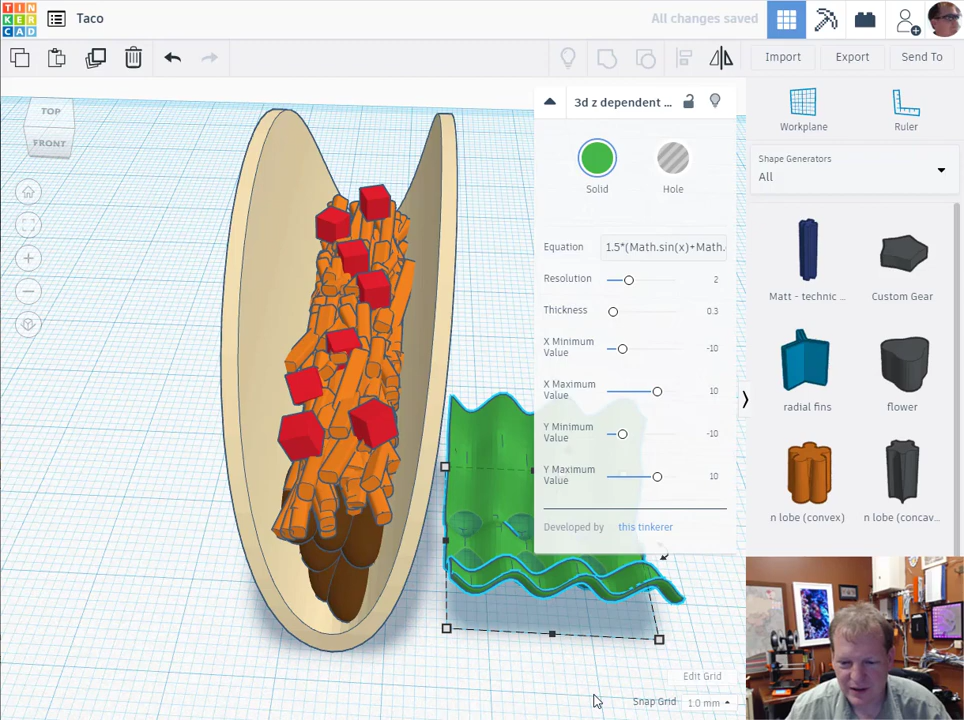 TIN
KER
CAD
Taco
All changes saved
Import
Export
Send To
TOP
FRONT
3d z dependent ...
Solid
Hole
Equation
1.5*(Math.sin(x)+Math.
Resolution
2
Thickness
0.3
X Minimum
Value
-10
X Maximum
Value
10
Y Minimum
Value
-10
Y Maximum
Value
10
Developed by
this tinkerer
Workplane
Ruler
Shape Generators
All
Matt - technic ...
Custom Gear
radial fins
flower
n lobe (convex)
n lobe (concav...
Edit Grid
Snap Grid
1.0 mm